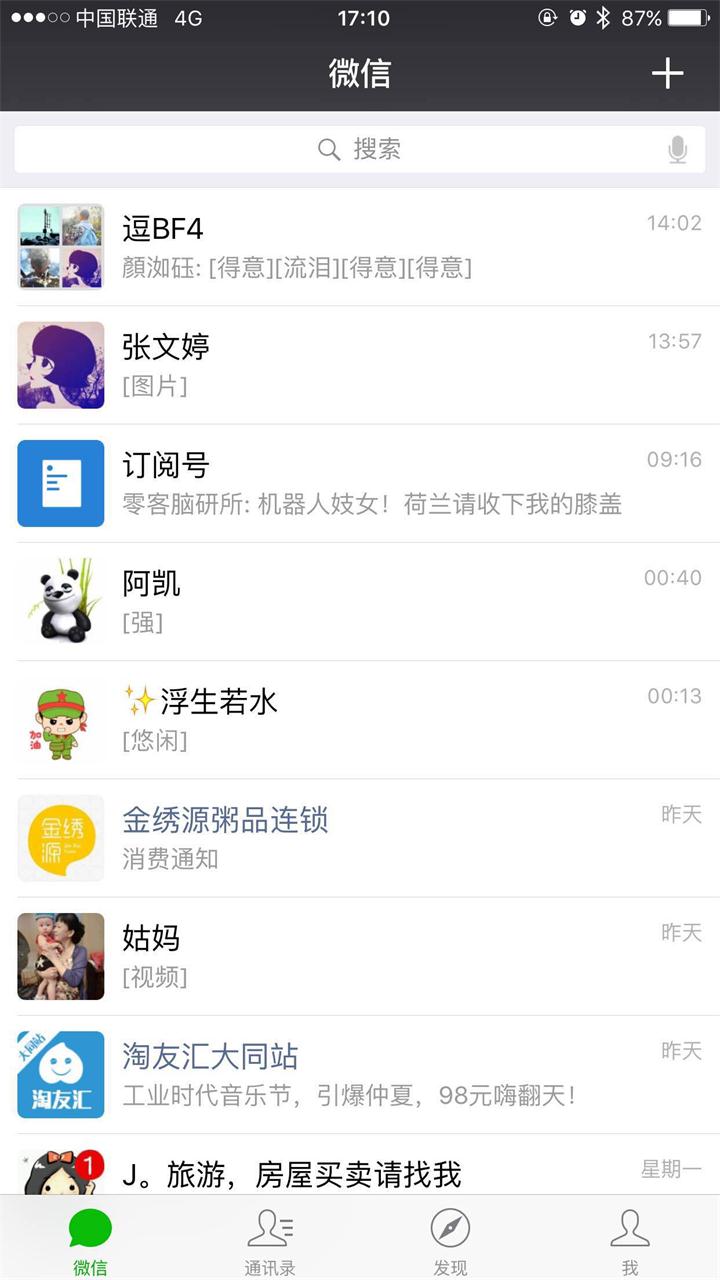 中国联通 4G 17:10 87%
微信
搜索
逗BF4 14:02
顏洳砡: [得意][流泪][得意][得意]
张文婷 13:57
[图片]
订阅号 09:16
零客脑研所: 机器人妓女！荷兰请收下我的膝盖
阿凯 00:40
[强]
加油
✨浮生若水 00:13
[悠闲]
金绣源
金绣源粥品连锁 昨天
消费通知
姑妈 昨天
[视频]
大同站
淘友汇
淘友汇大同站 昨天
工业时代音乐节，引爆仲夏，98元嗨翻天！
1
J。旅游，房屋买卖请找我 星期一
微信 通讯录 发现 我